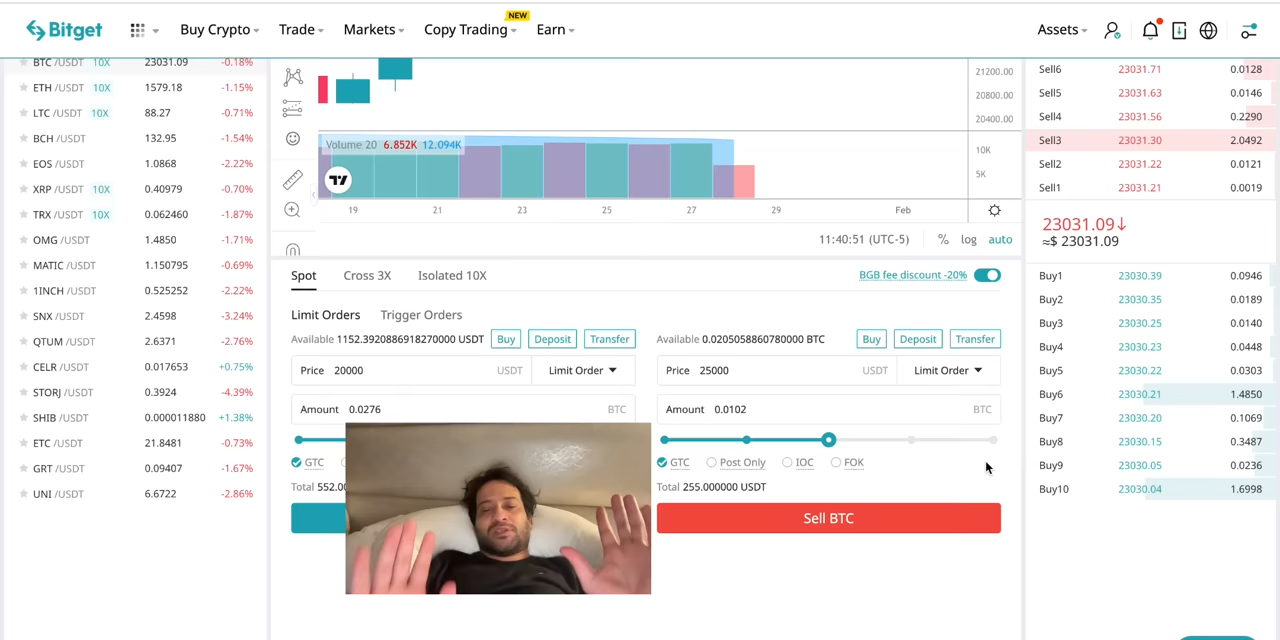 Bitget
Buy Crypto Trade Markets Copy Trading NEW Earn Assets
BTC /USDT 10X 23031.09 -0.18%
ETH /USDT 10X 1579.18 -1.15%
LTC /USDT 10X 88.27 -0.71%
BCH /USDT 132.95 -1.54%
EOS /USDT 1.0868 -2.22%
XRP /USDT 10X 0.40979 -0.70%
TRX /USDT 10X 0.062460 -1.87%
OMG /USDT 1.4850 -1.71%
MATIC /USDT 1.150795 -0.69%
1INCH /USDT 0.525252 -2.22%
SNX /USDT 2.4598 -3.24%
QTUM /USDT 2.6371 -2.76%
CELR /USDT 0.017653 +0.75%
STORJ /USDT 0.3924 -4.39%
SHIB /USDT 0.000011880 +1.38%
ETC /USDT 21.8481 -0.73%
GRT /USDT 0.09407 -1.67%
UNI /USDT 6.6722 -2.86%
21200.00
20800.00
20400.00
Volume 20 6.852K 12.094K
10K
5K
19 21 23 25 27 29 Feb
11:40:51 (UTC-5) % log auto
Spot Cross 3X Isolated 10X BGB fee discount -20%
Limit Orders Trigger Orders
Available 1152.3920886918270000 USDT Buy Deposit Transfer
Price 20000 USDT Limit Order
Amount 0.0276 BTC
GTC
Total 552.00
Available 0.0205058860780000 BTC Buy Deposit Transfer
Price 25000 USDT Limit Order
Amount 0.0102 BTC
GTC Post Only IOC FOK
Total 255.000000 USDT
Sell BTC
Sell6 23031.71 0.0128
Sell5 23031.63 0.0146
Sell4 23031.56 0.2290
Sell3 23031.30 2.0492
Sell2 23031.22 0.0121
Sell1 23031.21 0.0019
23031.09↓
≈$ 23031.09
Buy1 23030.39 0.0946
Buy2 23030.35 0.0189
Buy3 23030.25 0.0140
Buy4 23030.23 0.0448
Buy5 23030.22 0.0303
Buy6 23030.21 1.4850
Buy7 23030.20 0.1069
Buy8 23030.15 0.3487
Buy9 23030.05 0.0236
Buy10 23030.04 1.6998